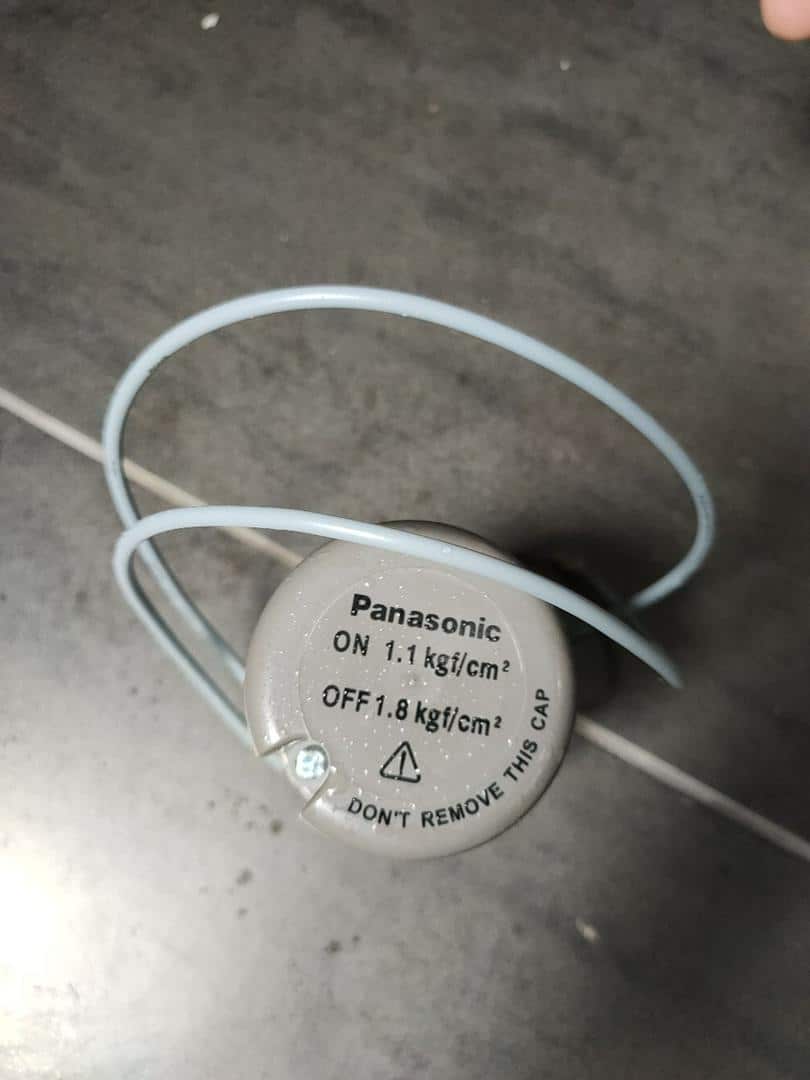 Panasonic
ON 1.1 kgf/cm²
OFF 1.8 kgf/cm²
DON'T REMOVE THIS CAP